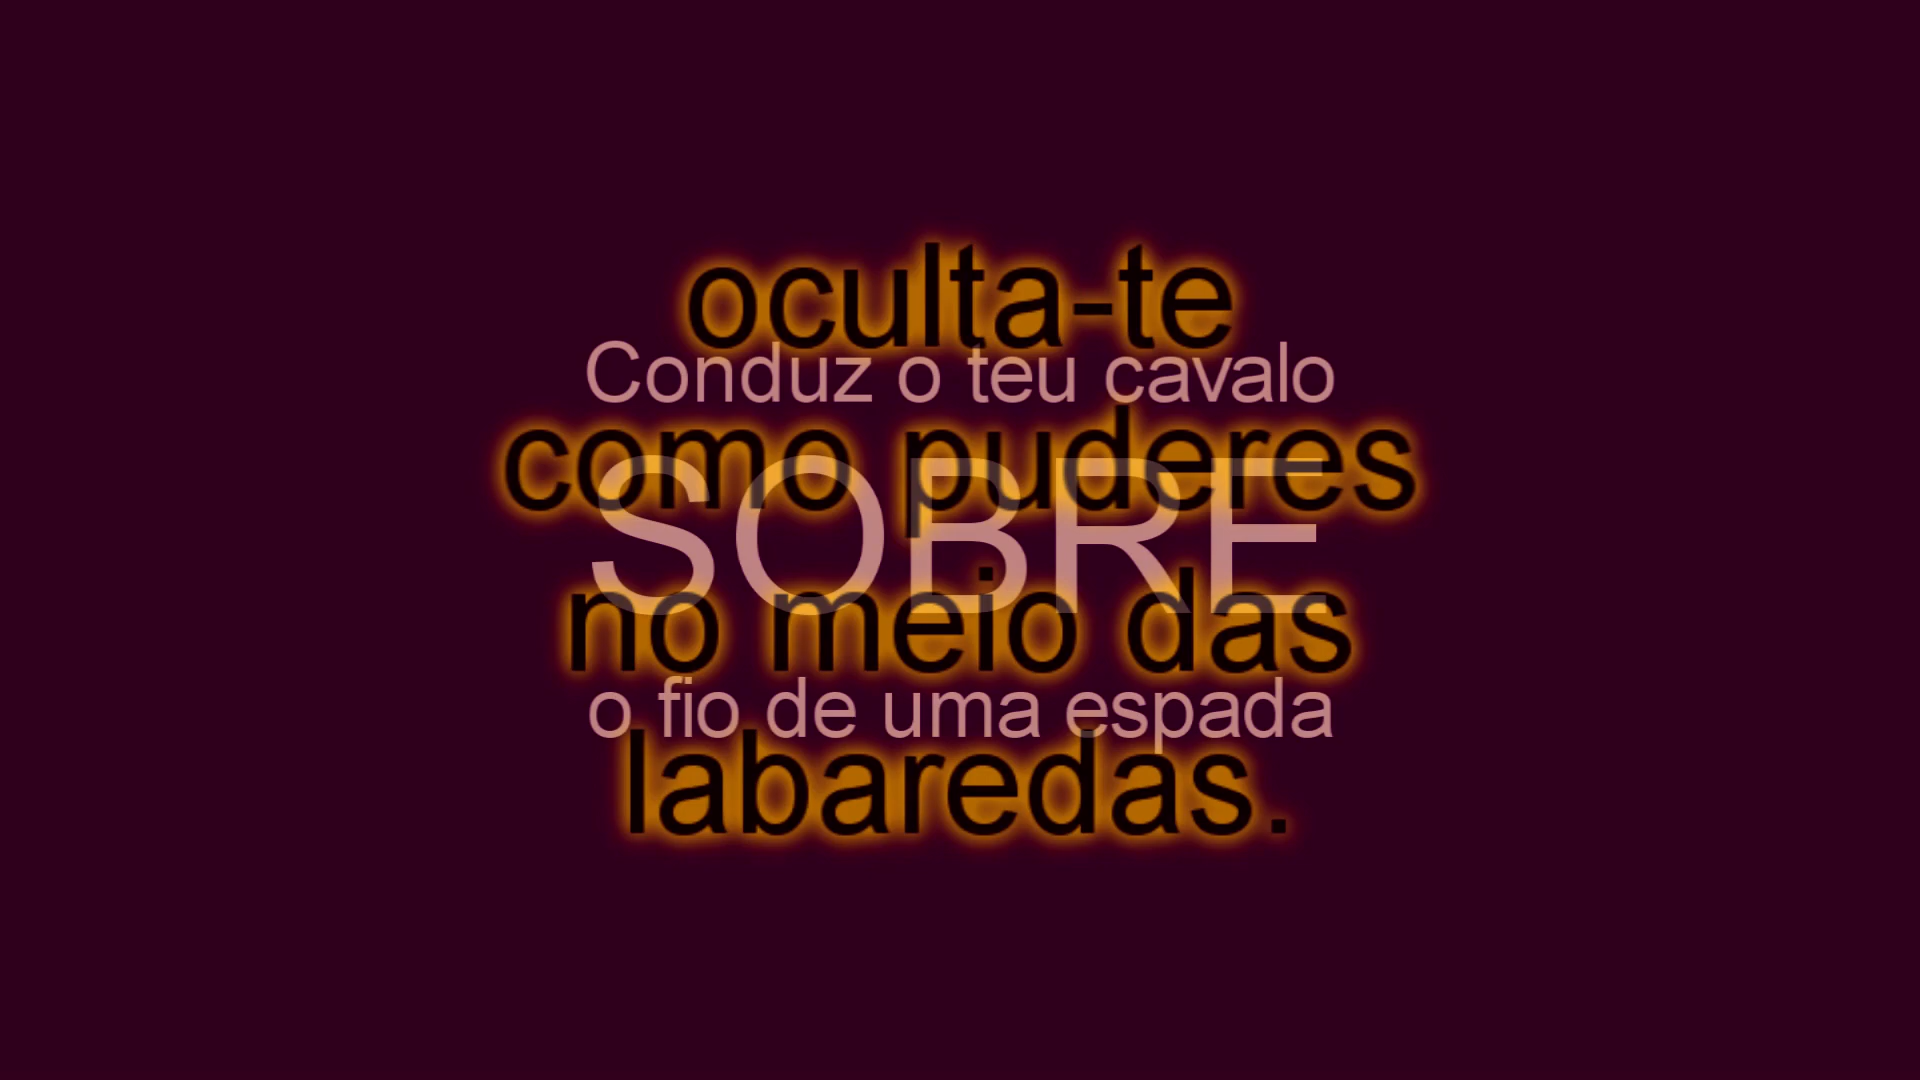 Conduz o teu cavalo
SOBRE
o fio de uma espada
oculta-te
como puderes
no meio das
labaredas.